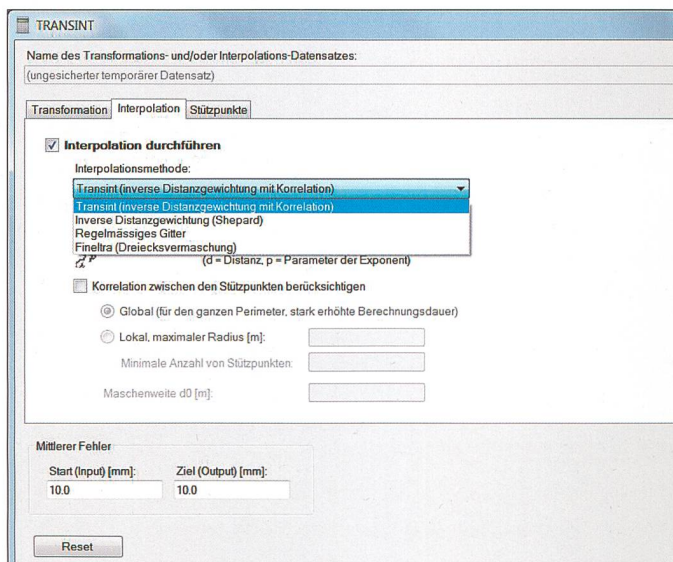 TRANSINT
Name des Transformations- und/oder Interpolations-Datensatzes:
(ungesicherter temporärer Datensatz)
Transformation Interpolation Stützpunkte
Interpolation durchführen
Interpolationsmethode:
Transint (inverse Distanzgewichtung mit Korrelation)
Transint (inverse Distanzgewichtung mit Korrelation)
Inverse Distanzgewichtung (Shepard)
Regelmässiges Gitter
Fineltra (Dreiecksvermaschung)
(d = Distanz, p = Parameter der Exponent)
Korrelation zwischen den Stützpunkten berücksichtigen
Global (für den ganzen Perimeter, stark erhöhte Berechnungsdauer)
Lokal, maximaler Radius [m]:
Minimale Anzahl von Stützpunkten:
Maschenweite d0 [m]:
Mittlerer Fehler
Start (Input) [mm]: Ziel (Output) [mm]:
10.0 10.0
Reset